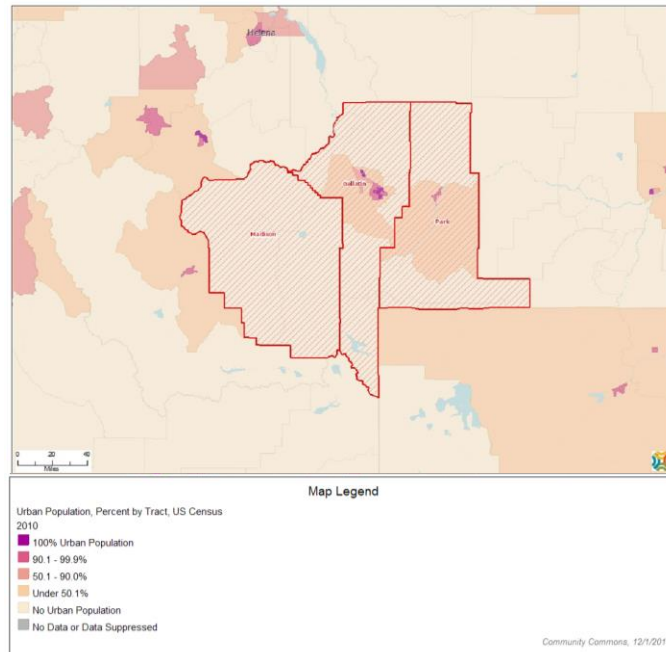 Helena
Gallatin
Park
Madison
0 20 40
Miles
Map Legend
Urban Population, Percent by Tract, US Census
2010
100% Urban Population
90.1 - 99.9%
50.1 - 90.0%
Under 50.1%
No Urban Population
No Data or Data Suppressed
Community Commons, 12/1/201